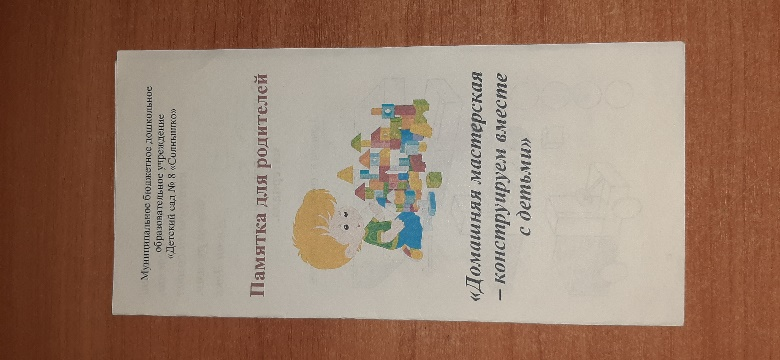 Муниципальное бюджетное дошкольное
образовательное учреждение
«Детский сад № 8 «Солнышко»
Памятка для родителей
«Домашняя мастерская
– конструируем вместе
с детьми»